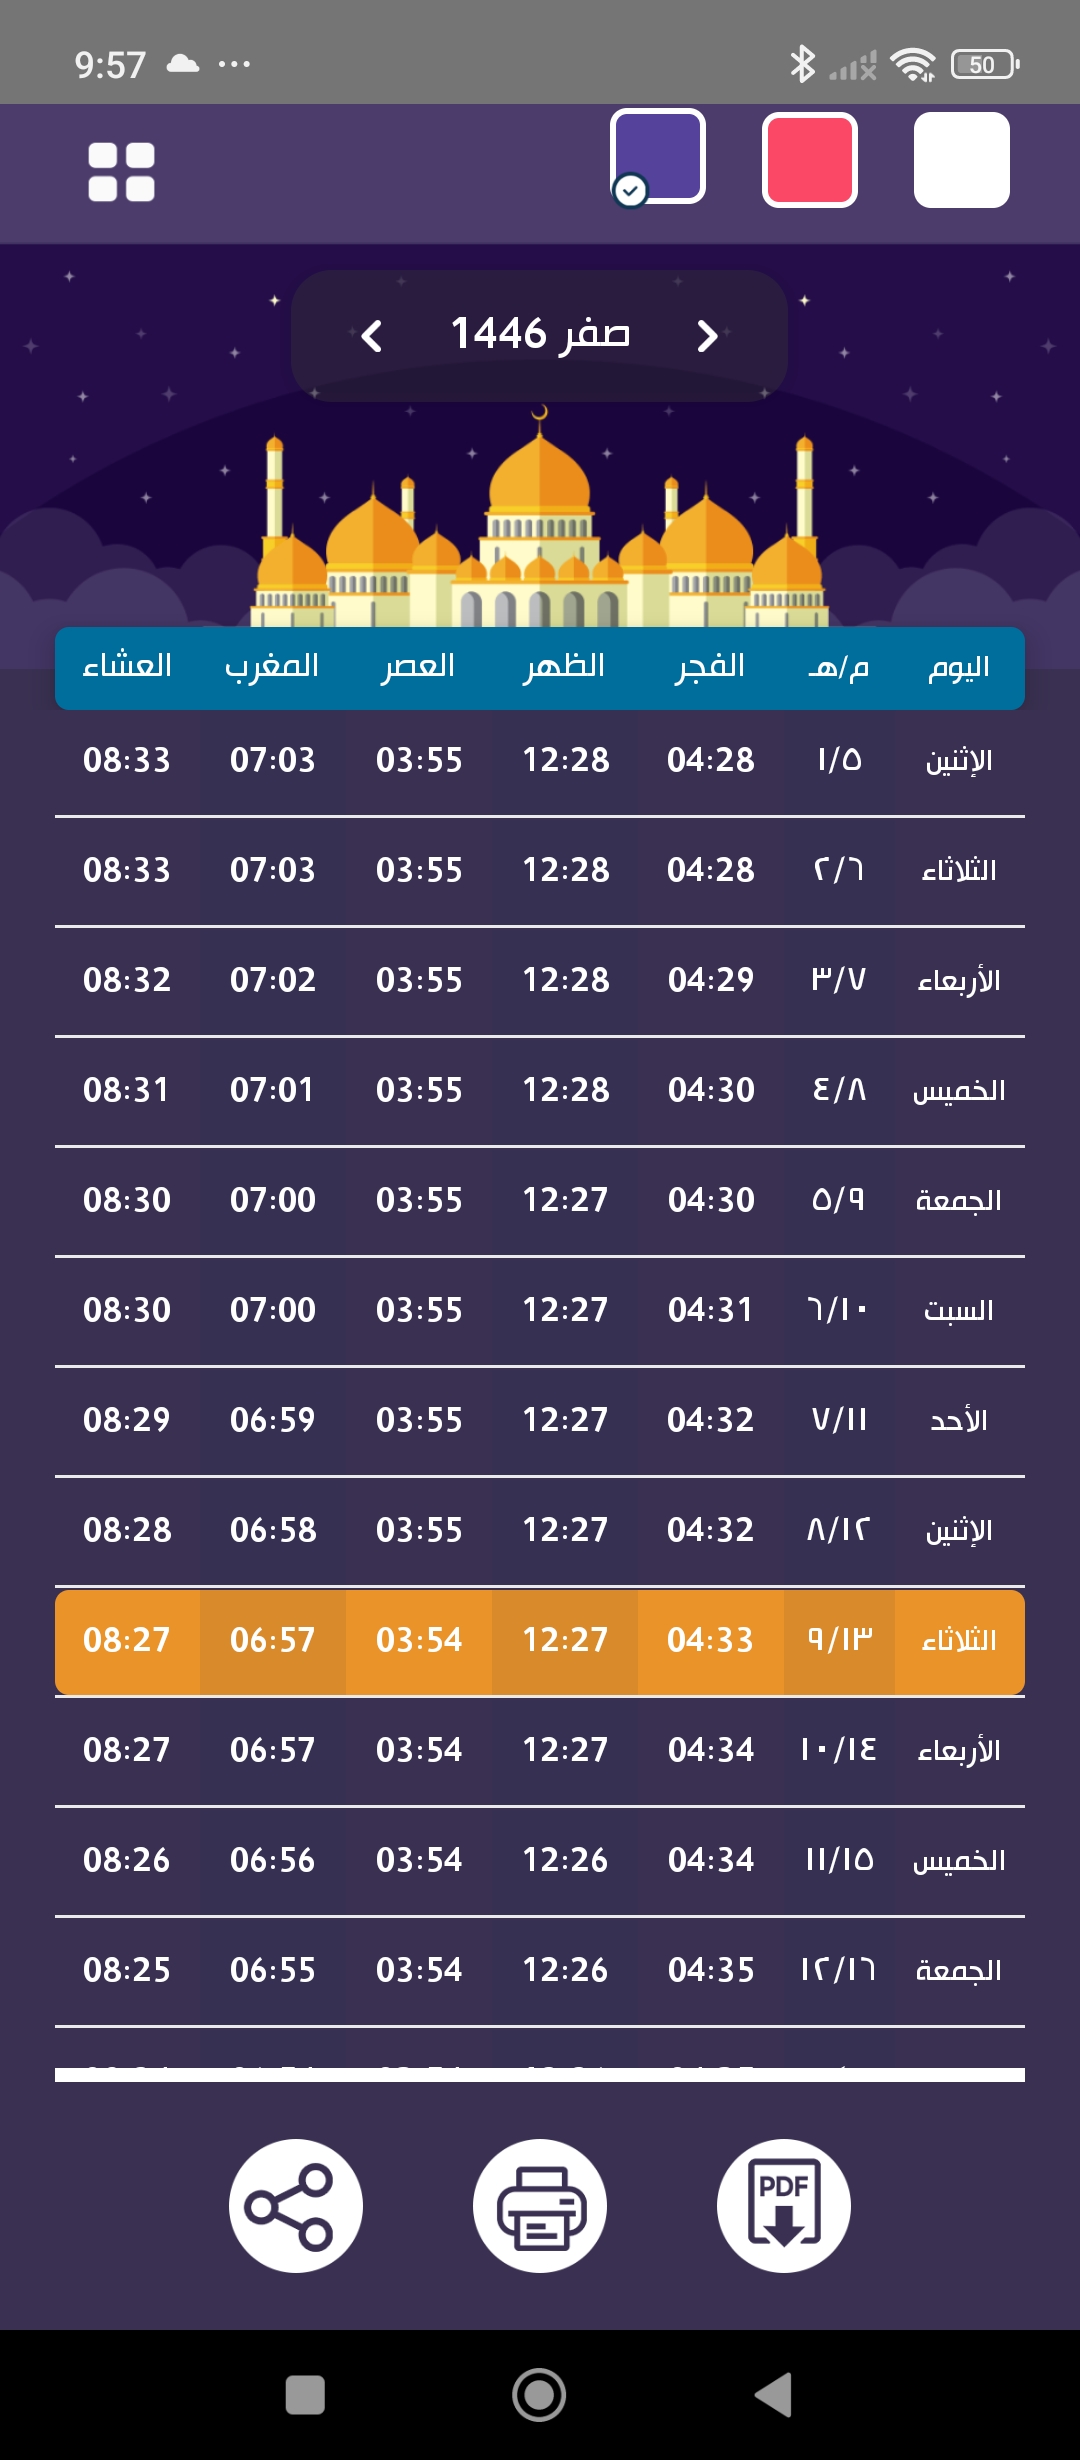 9:57 ... 50
صفر 1446
اليوم م/هـ الفجر الظهر العصر المغرب العشاء
الإثنين ١/٥ 04:28 12:28 03:55 07:03 08:33
الثلاثاء ٢/٦ 04:28 12:28 03:55 07:03 08:33
الأربعاء ٣/٧ 04:29 12:28 03:55 07:02 08:32
الخميس ٤/٨ 04:30 12:28 03:55 07:01 08:31
الجمعة ٥/٩ 04:30 12:27 03:55 07:00 08:30
السبت ٦/١٠ 04:31 12:27 03:55 07:00 08:30
الأحد ٧/١١ 04:32 12:27 03:55 06:59 08:29
الإثنين ٨/١٢ 04:32 12:27 03:55 06:58 08:28
الثلاثاء ٩/١٣ 04:33 12:27 03:54 06:57 08:27
الأربعاء ١٠/١٤ 04:34 12:27 03:54 06:57 08:27
الخميس ١١/١٥ 04:34 12:26 03:54 06:56 08:26
الجمعة ١٢/١٦ 04:35 12:26 03:54 06:55 08:25
PDF